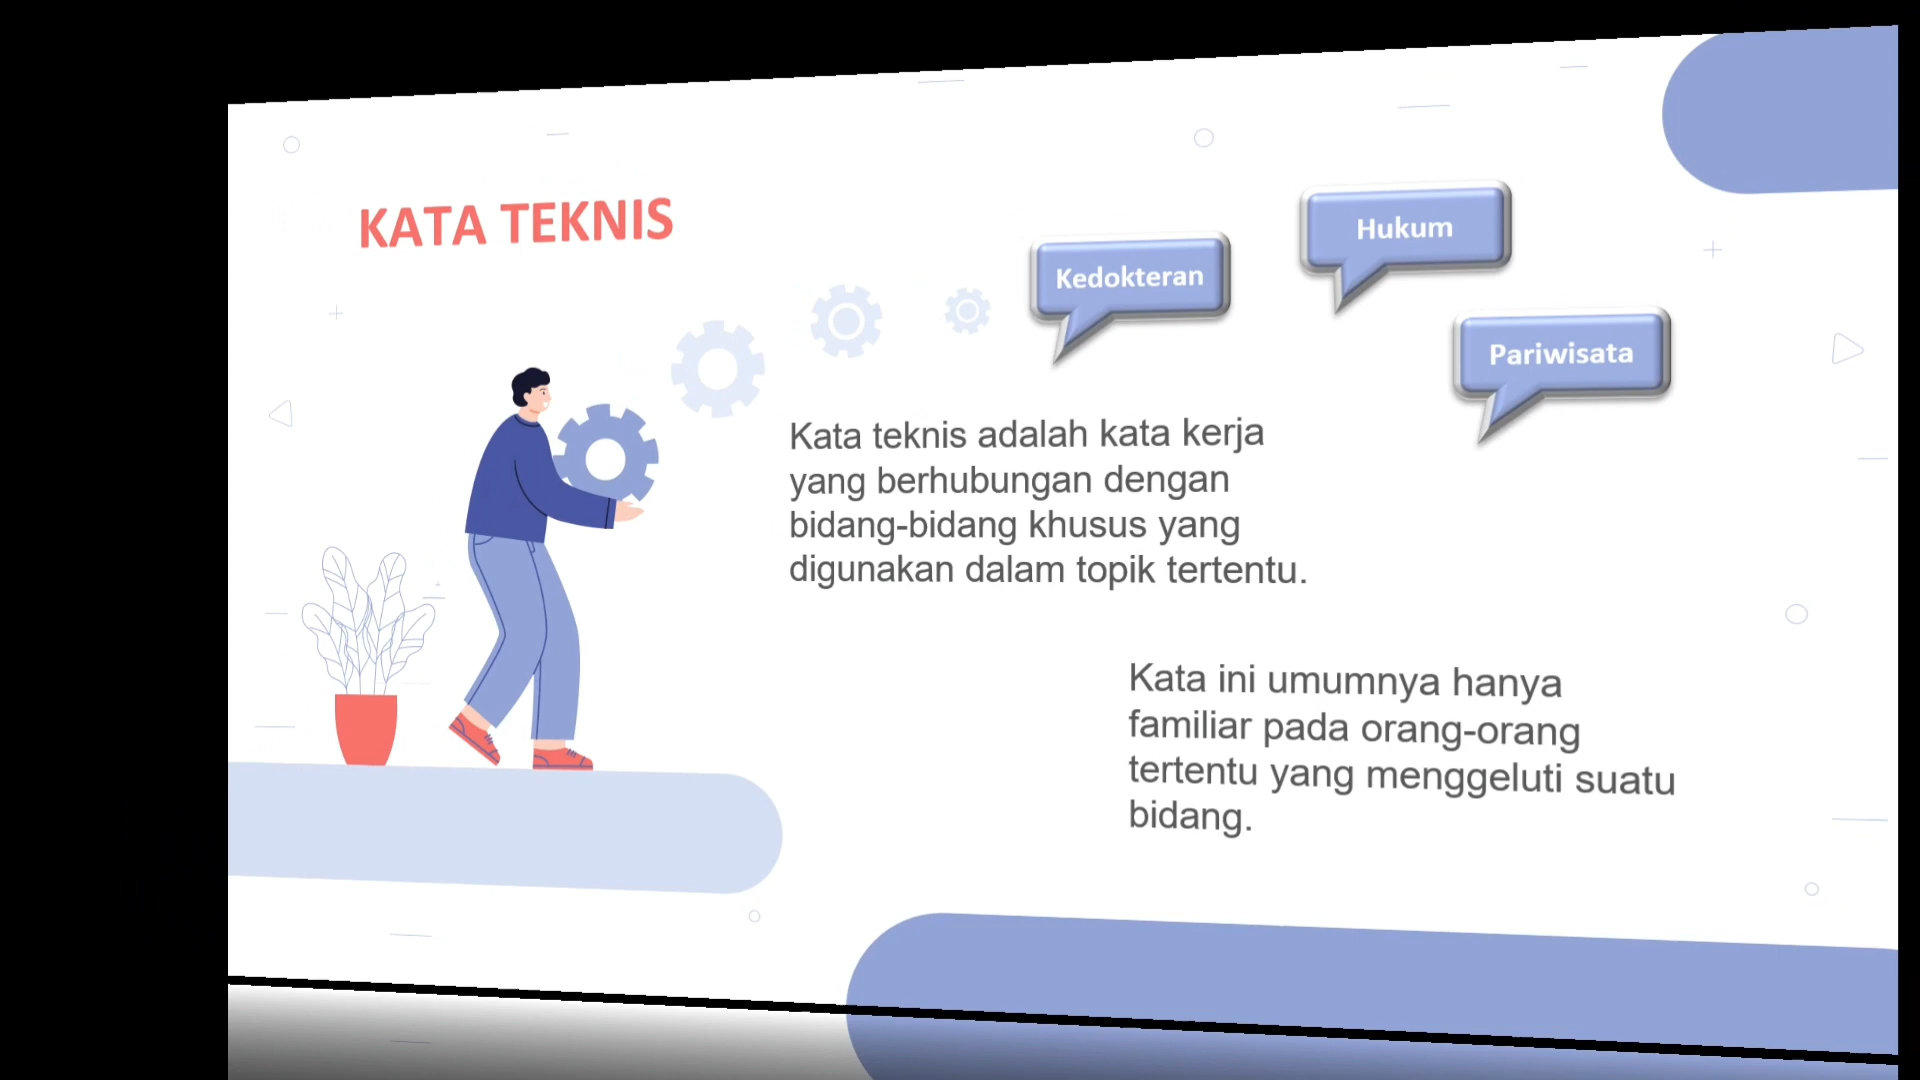 KATA TEKNIS
Kedokteran
Hukum
Pariwisata
Kata teknis adalah kata kerja
yang berhubungan dengan
bidang-bidang khusus yang
digunakan dalam topik tertentu.
Kata ini umumnya hanya
familiar pada orang-orang
tertentu yang menggeluti suatu
bidang.